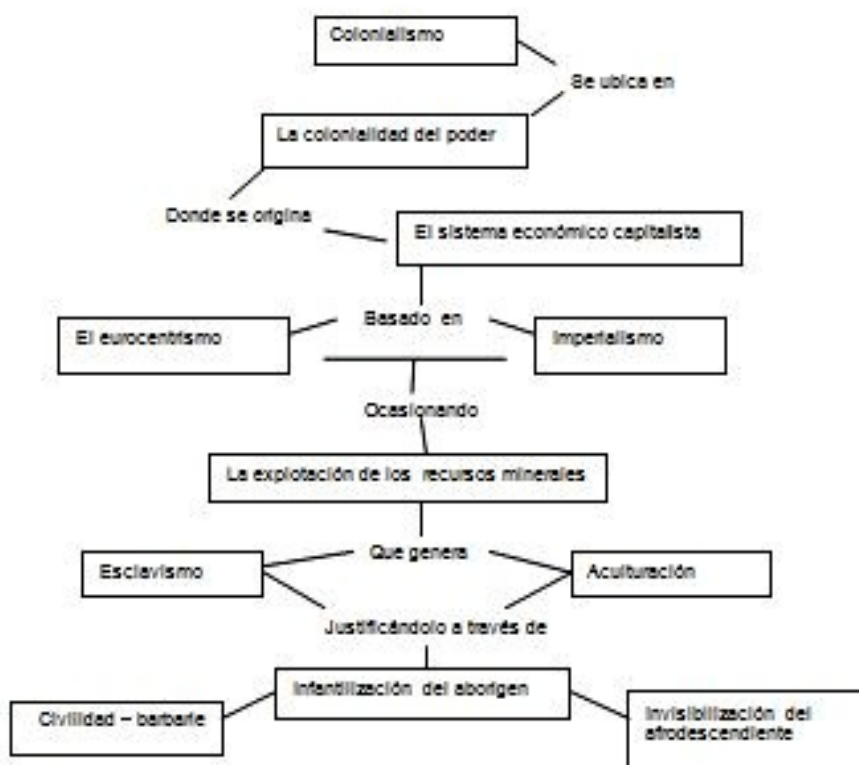 Colonialismo
Se ubica en
La colonialidad del poder
Donde se origina
El sistema económico capitalista
El eurocentrismo
Basado en
Imperialismo
Ocasionando
La explotación de los recursos minerales
Que genera
Esclavismo
Aculturación
Justificándolo a través de
Infantilización del aborigen
Civilidad – barbarie
Invisibilización del
afrodescendiente